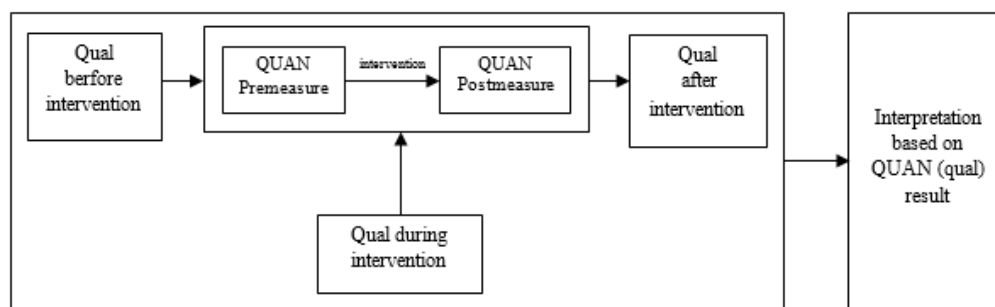 Qual
berfore
intervention
QUAN
Premeasure
intervention
QUAN
Postmeasure
Qual
after
intervention
Qual during
intervention
Interpretation
based on
QUAN (qual)
result